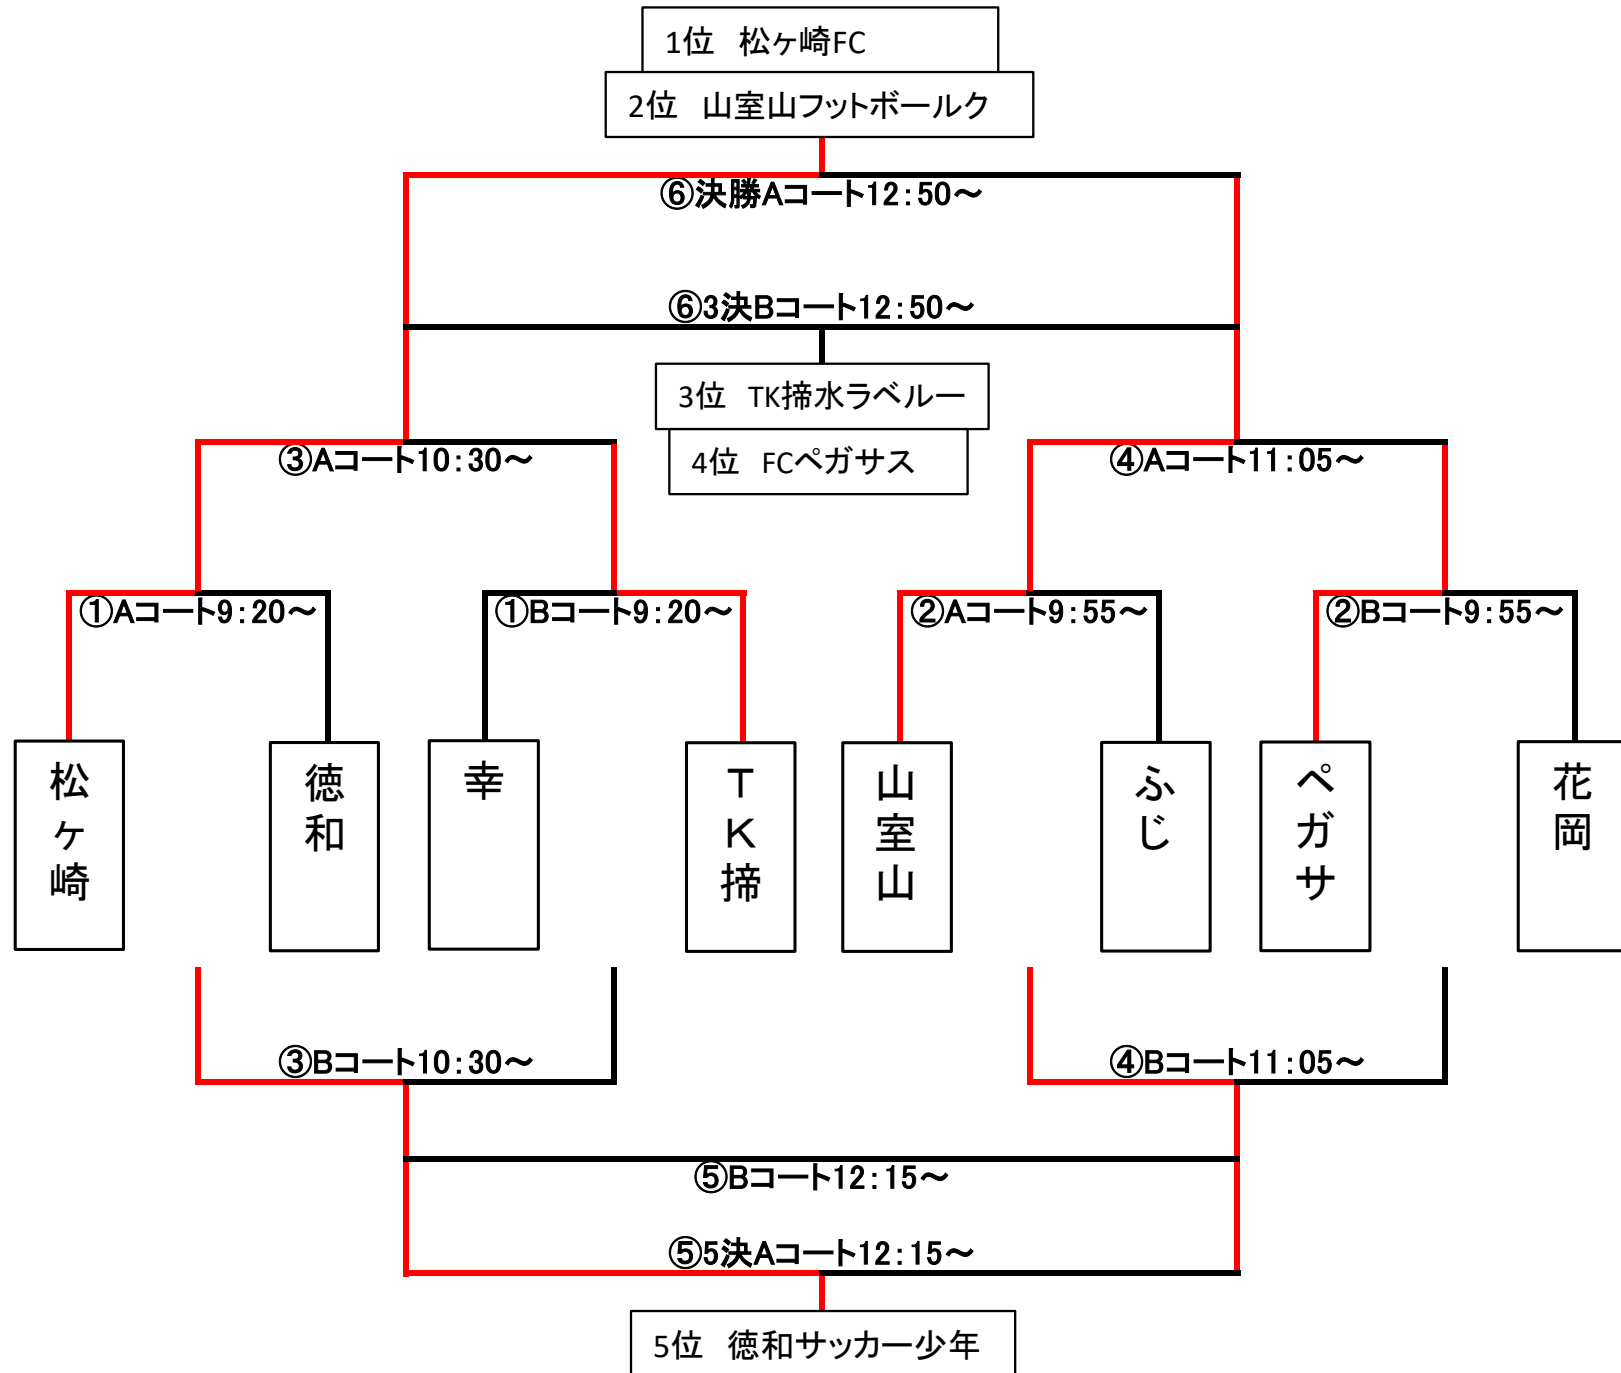 1位 松ヶ崎FC
2位 山室山フットボールク
⑥決勝Aコート12:50～
⑥3決Bコート12:50～
3位 TK揥水ラベルー
4位 FCペガサス
③Aコート10:30～
④Aコート11:05～
①Aコート9:20～
①Bコート9:20～
②Aコート9:55～
②Bコート9:55～
松ヶ崎
徳和
幸
TK揥
山室山
ふじ
ペガサ
花岡
③Bコート10:30～
④Bコート11:05～
⑤Bコート12:15～
⑤5決Aコート12:15～
5位 徳和サッカー少年